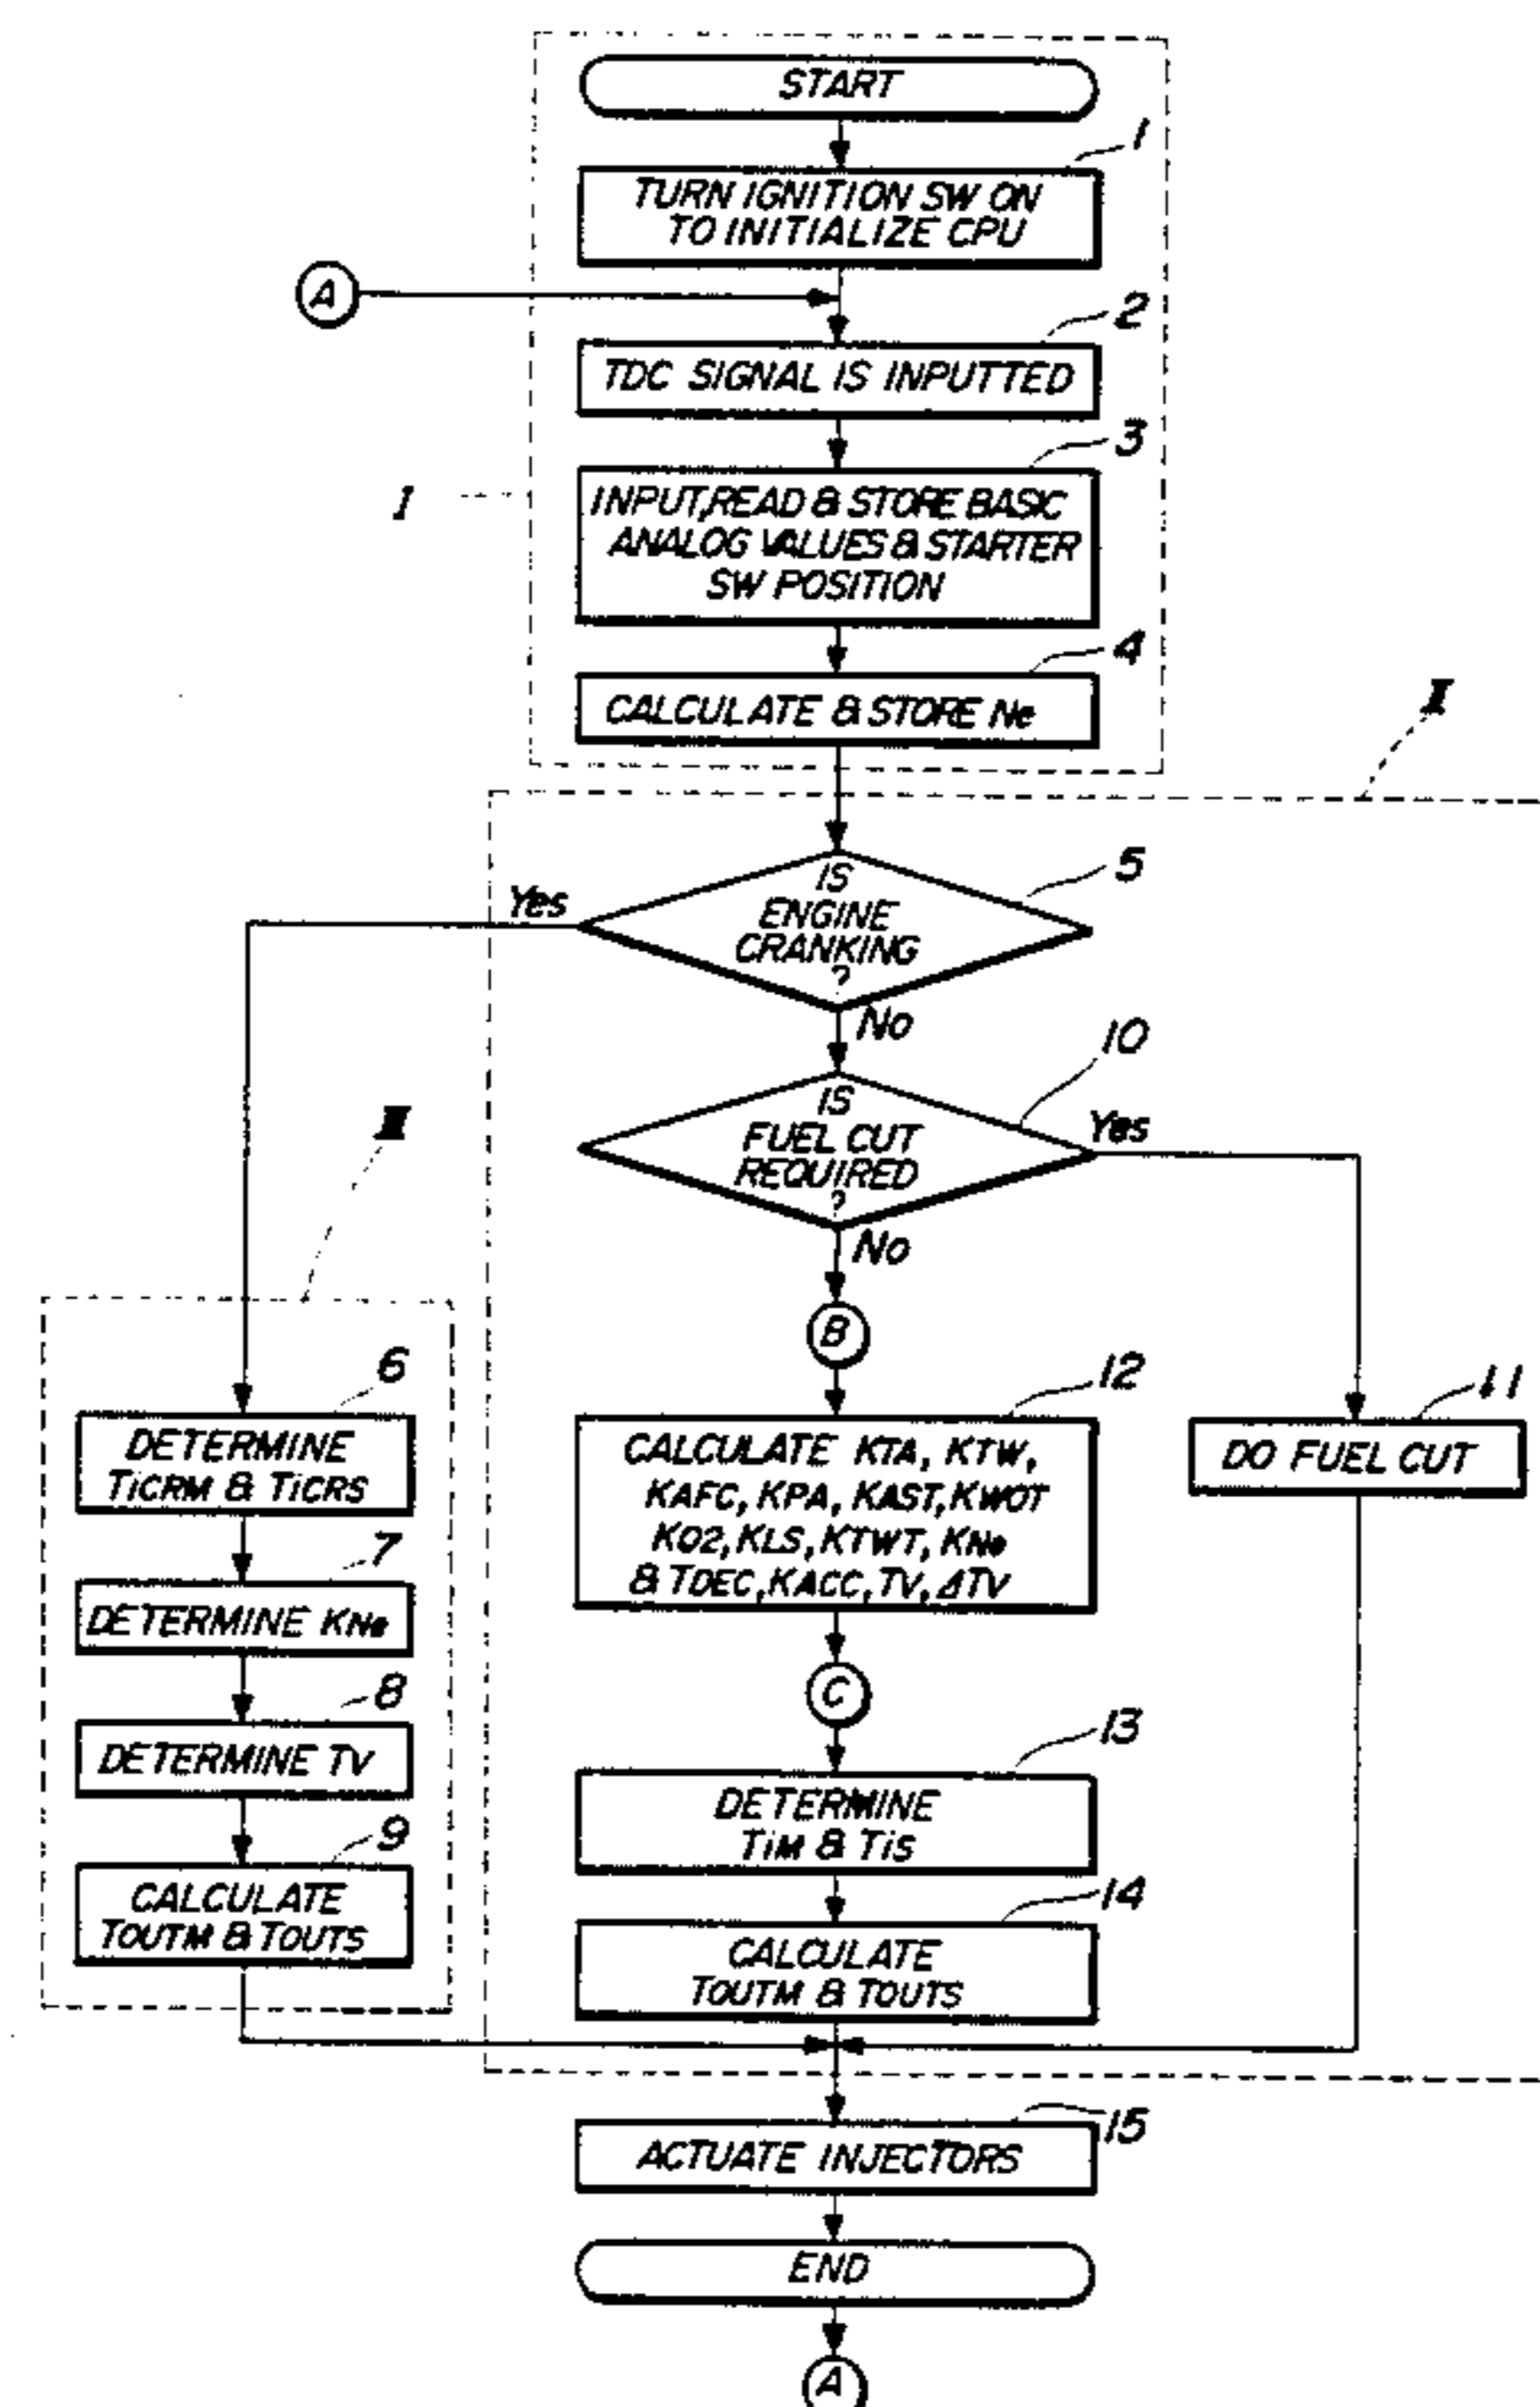 START
1
TURN IGNITION SW ON
TO INITIALIZE CPU
A
2
TDC SIGNAL IS INPUTTED
3
I
INPUT, READ & STORE BASIC
ANALOG VALUES & STARTER
SW POSITION
4
CALCULATE & STORE Ne
II
5
Yes
IS
ENGINE
CRANKING
?
No
10
III
IS
FUEL CUT
REQUIRED
?
Yes
No
B
6
DETERMINE
TiCRM & TiCRS
7
DETERMINE KNe
8
DETERMINE TV
9
CALCULATE
TOUTM & TOUTS
12
CALCULATE KTA, KTW,
KAFC, KPA, KAST, KWOT
KO2, KLS, KTWT, KNe
& TDEC, KACC, TV, ΔTV
11
DO FUEL CUT
C
13
DETERMINE
TiM & TiS
14
CALCULATE
TOUTM & TOUTS
15
ACTUATE INJECTORS
END
A